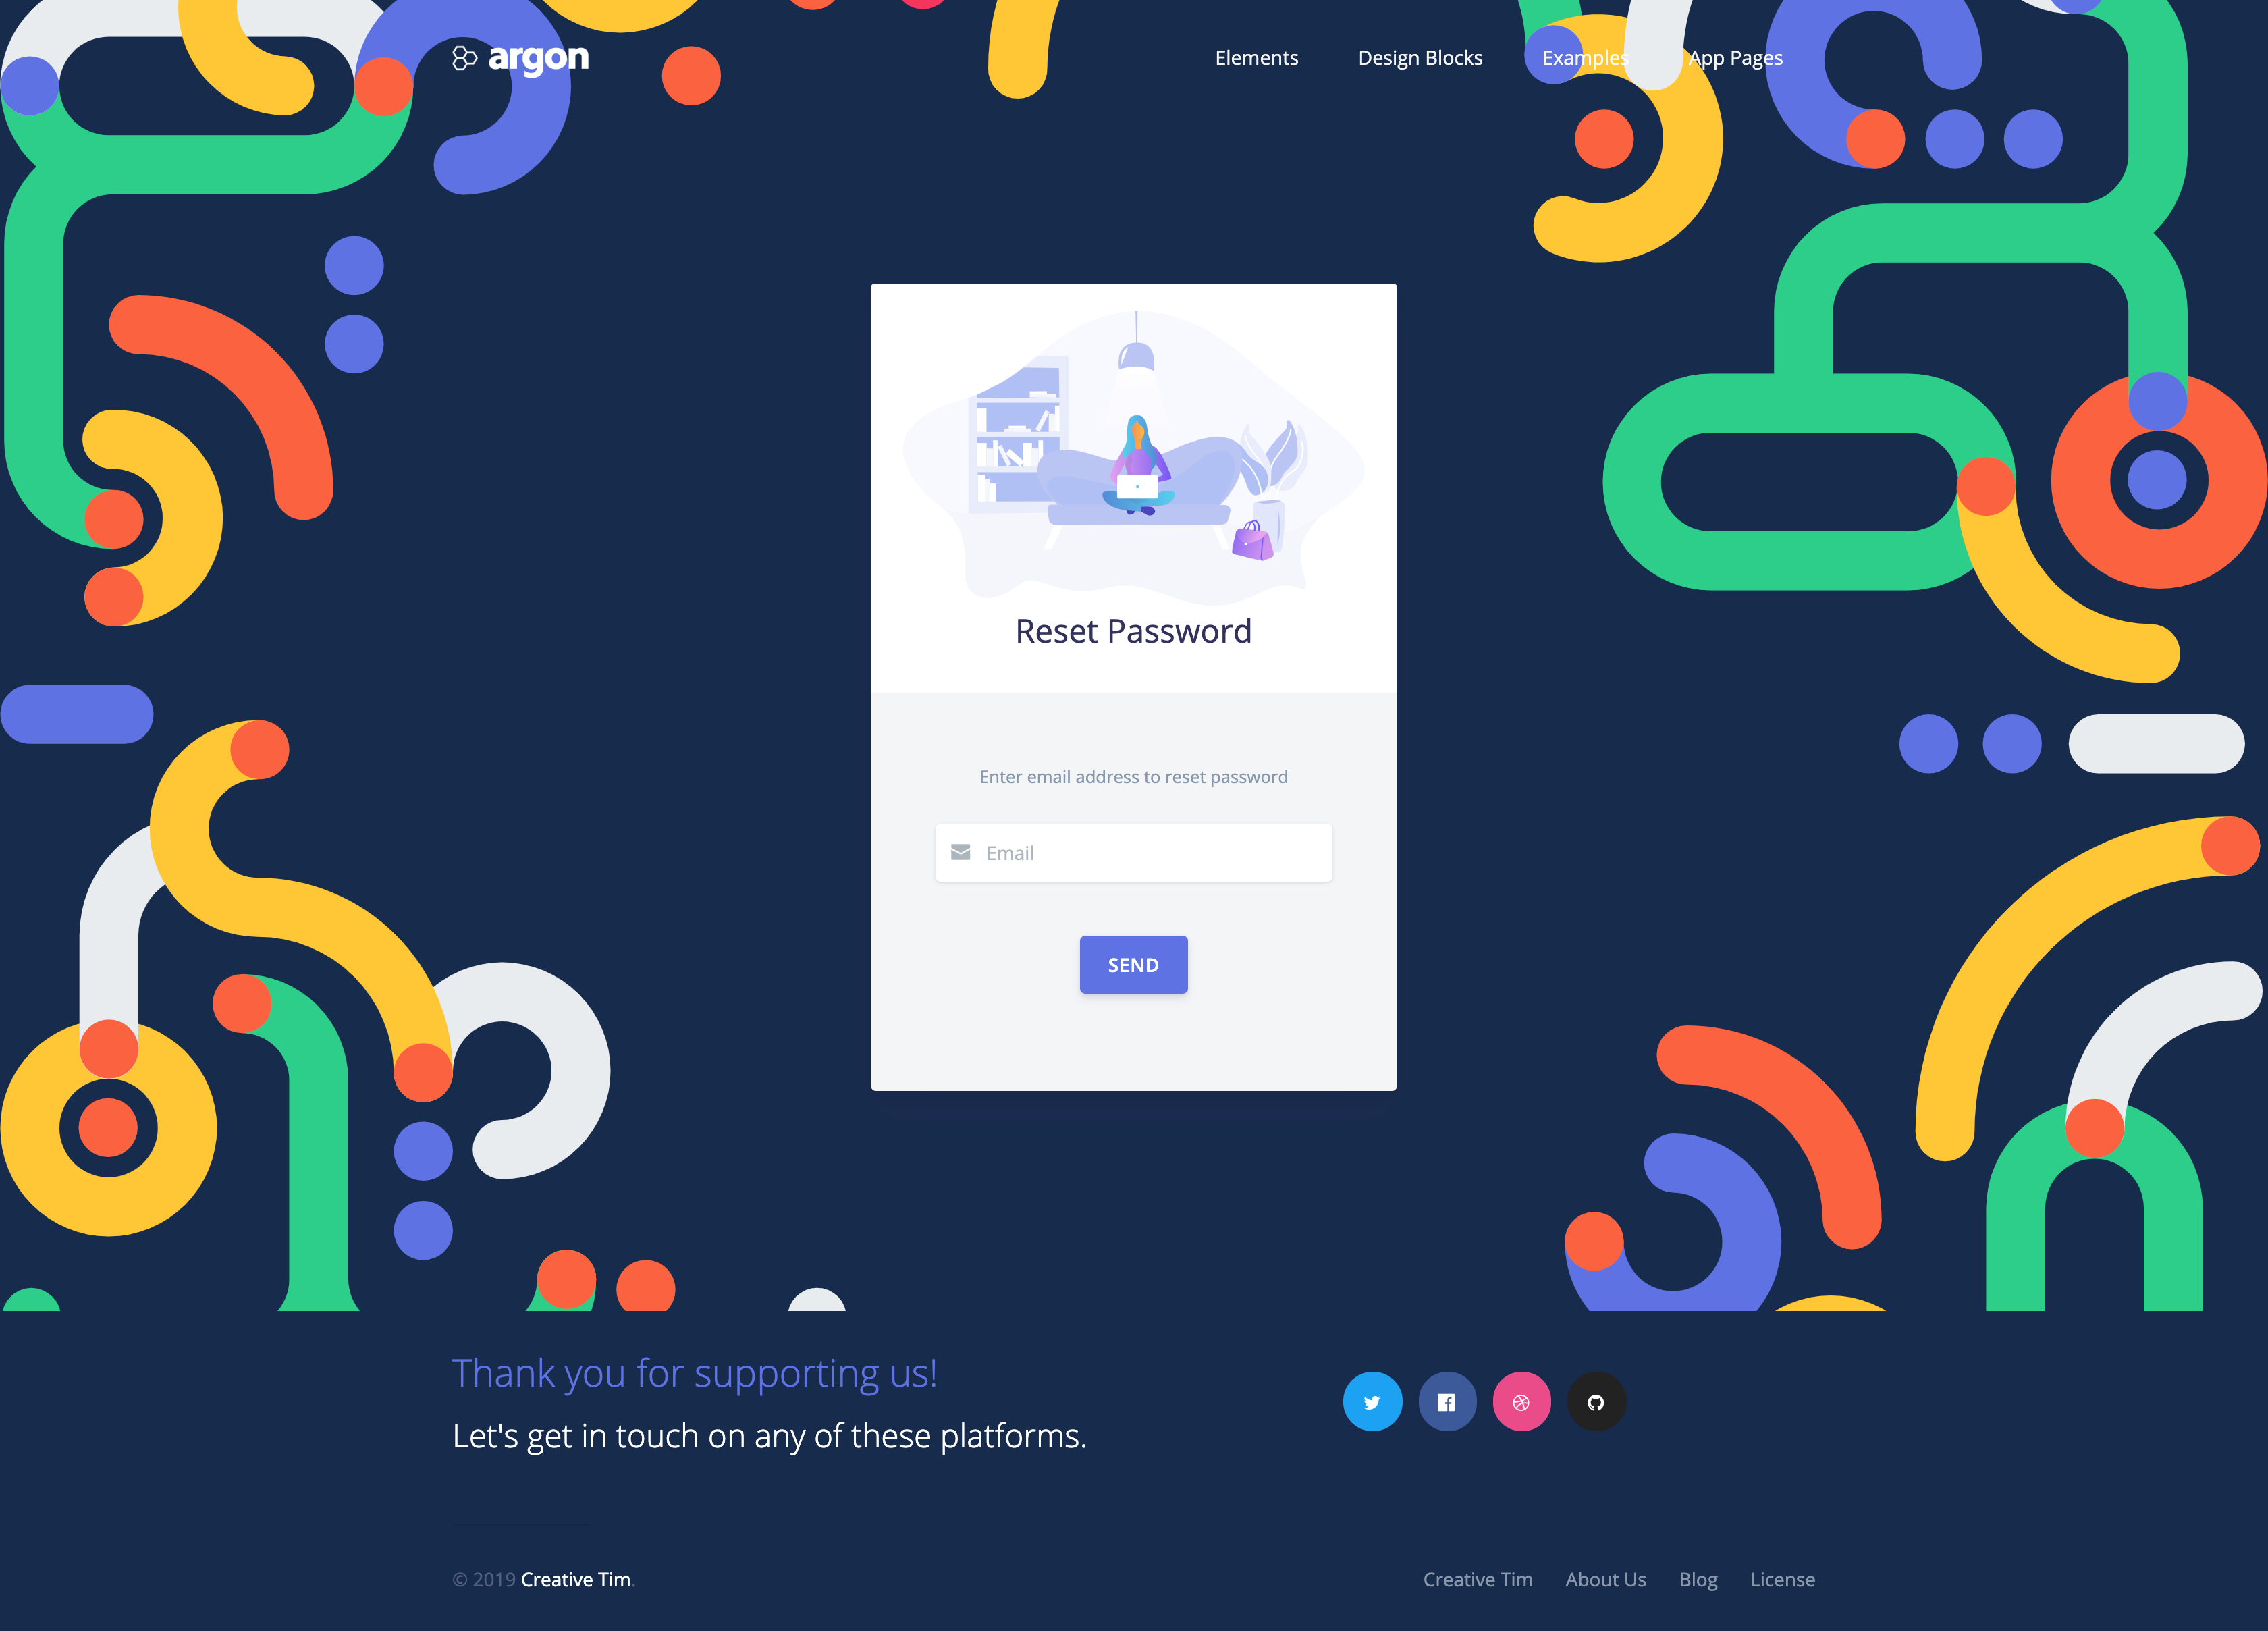 argon
Elements Design Blocks Examples App Pages
Reset Password
Enter email address to reset password
Email
SEND
Thank you for supporting us!
Let's get in touch on any of these platforms.
© 2019 Creative Tim.
Creative Tim About Us Blog License